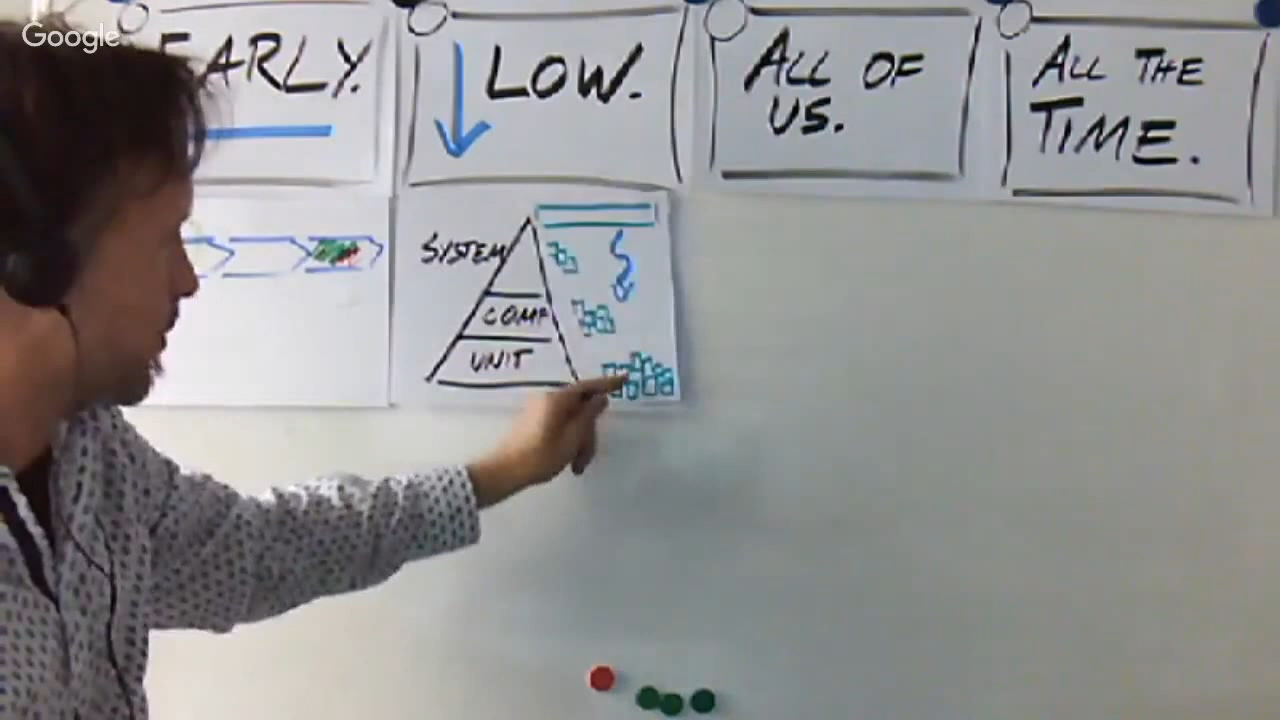 Google
EARLY.
LOW.
ALL OF
US.
ALL THE
TIME.
SYSTEM
COMP
UNIT